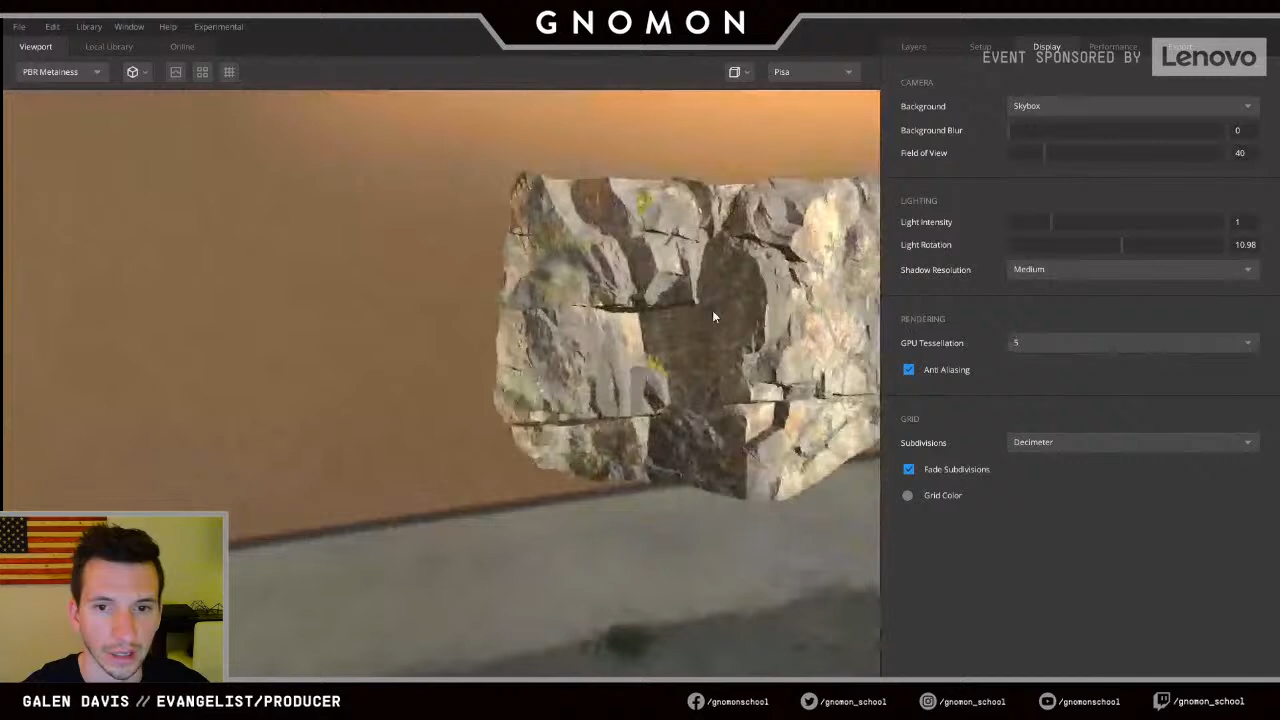 GNOMON
File Edit Library Window Help Experimental
Viewport Local Library Online
Layers Setup Display Performance Export
EVENT SPONSORED BY Lenovo
PBR Metalness
Pisa
CAMERA
Background Skybox
Background Blur 0
Field of View 40
LIGHTING
Light Intensity 1
Light Rotation 10.98
Shadow Resolution Medium
RENDERING
GPU Tessellation 5
Anti Aliasing
GRID
Subdivisions Decimeter
Fade Subdivisions
Grid Color
GALEN DAVIS // EVANGELIST/PRODUCER
/gnomonschool /gnomon_school /gnomon_school /gnomonschool /gnomon_school